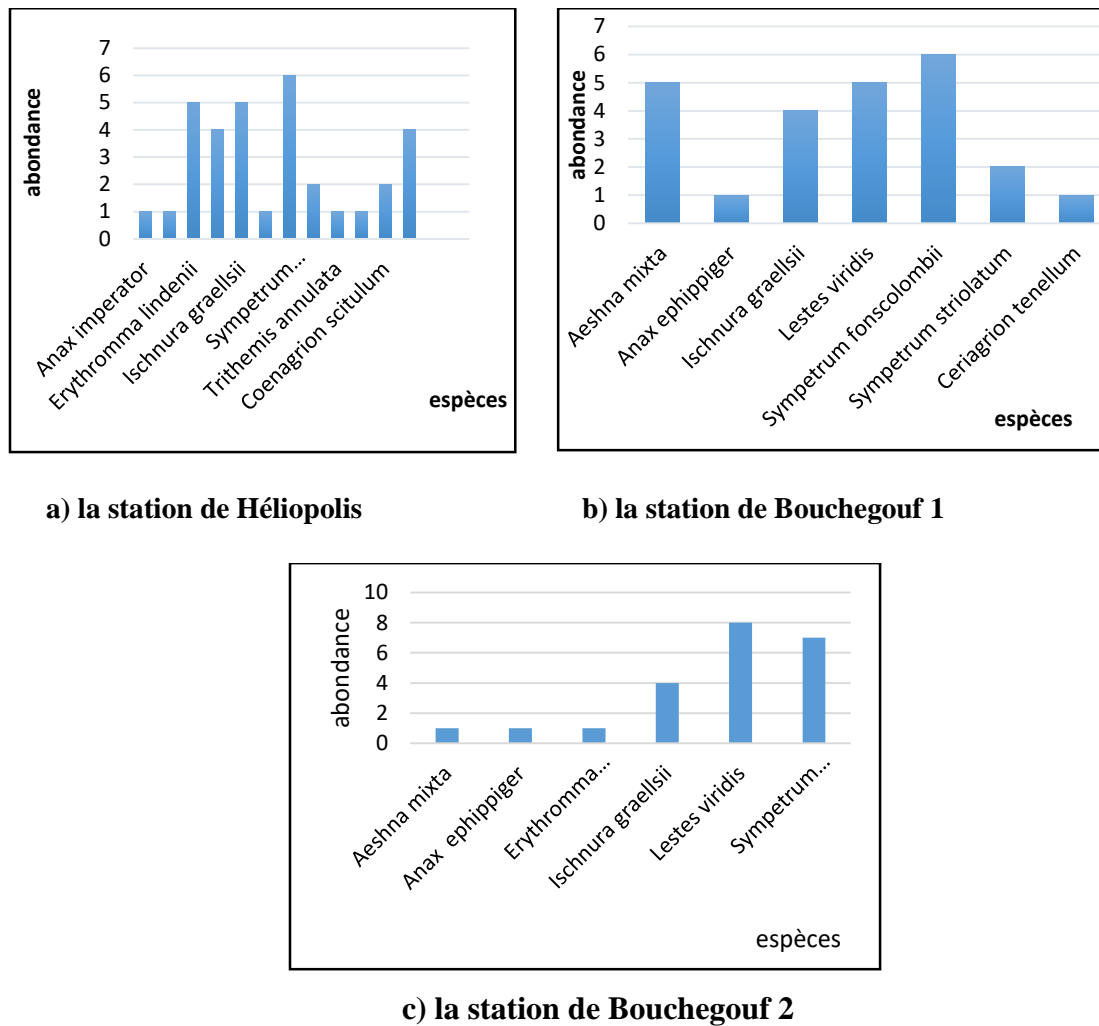 7
6
5
4
3
2
1
0
abondance
Anax imperator
Erythromma lindenii
Ischnura graellsii
Sympetrum...
Trithemis annulata
Coenagrion scitulum
espèces
a) la station de Héliopolis
7
6
5
4
3
2
1
0
abondance
Aeshna mixta
Anax ephippiger
Ischnura graellsii
Lestes viridis
Sympetrum fonscolombii
Sympetrum striolatum
Ceriagrion tenellum
espèces
b) la station de Bouchegouf 1
10
8
6
4
2
0
abondance
Aeshna mixta
Anax ephippiger
Erythromma...
Ischnura graellsii
Lestes viridis
Sympetrum...
espèces
c) la station de Bouchegouf 2